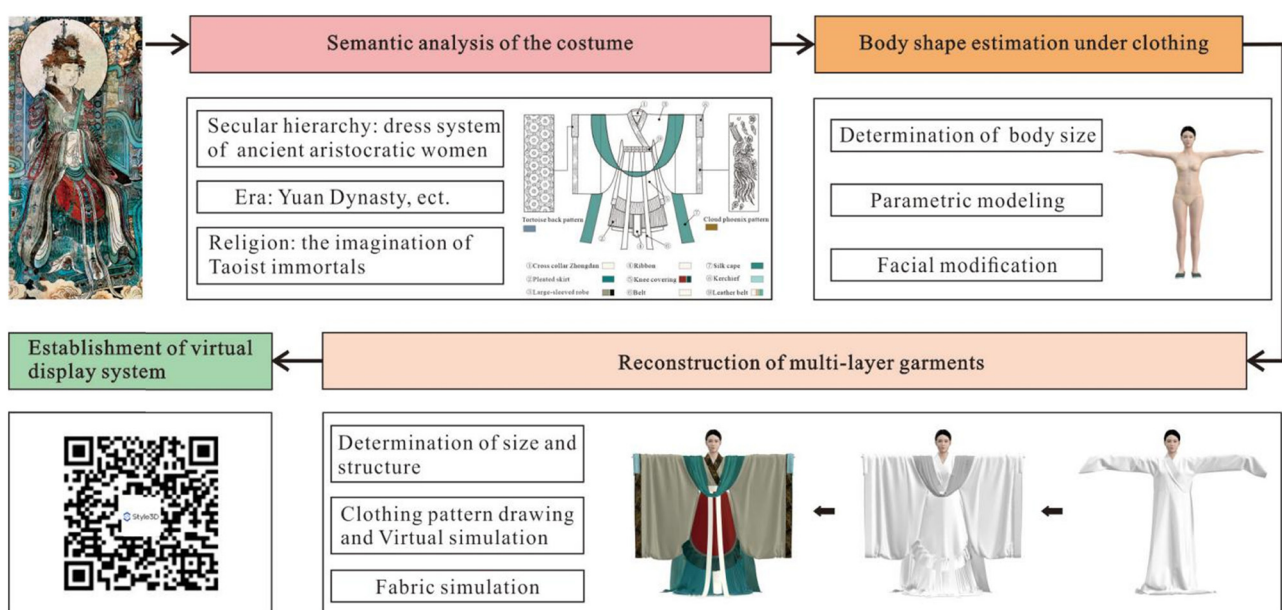 Semantic analysis of the costume
Body shape estimation under clothing
Secular hierarchy: dress system
of ancient aristocratic women
Era: Yuan Dynasty, ect.
Religion: the imagination of
Taoist immortals
①
Tortoise back pattern
Cloud phoenix pattern
①Cross collar Zhongdan
④Ribbon
⑦Silk cape
②Pleated skirt
⑤Knee covering
⑧Kerchief
③Large-sleeved robe
⑥Belt
⑨Leather belt
Determination of body size
Parametric modeling
Facial modification
Establishment of virtual
display system
Reconstruction of multi-layer garments
Style3D
Determination of size and
structure
Clothing pattern drawing
and Virtual simulation
Fabric simulation